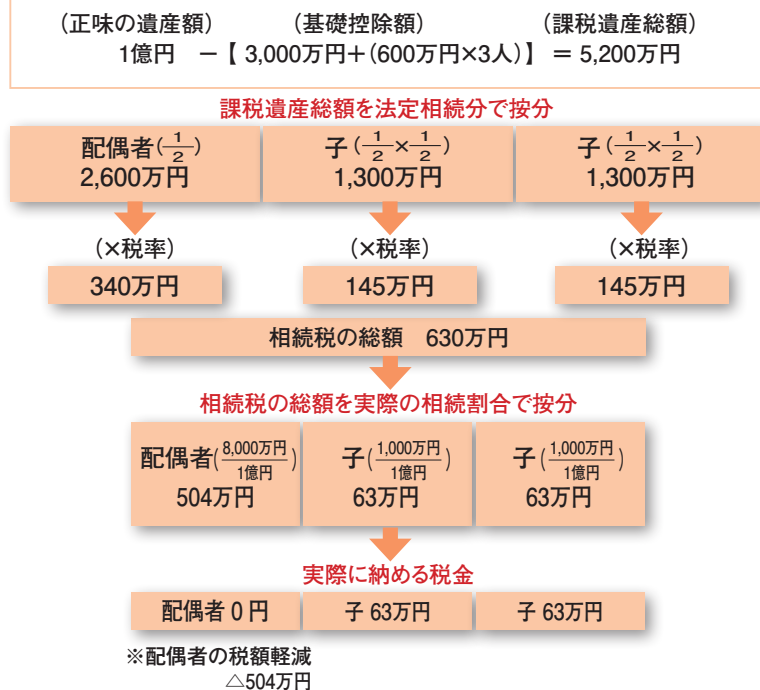 （正味の遺産額）　（基礎控除額）　（課税遺産総額）
1億円　－【 3,000万円＋（600万円×3人）】 ＝ 5,200万円
課税遺産総額を法定相続分で按分
配偶者(1/2)　子(1/2×1/2)　子(1/2×1/2)
2,600万円　1,300万円　1,300万円
（×税率）　（×税率）　（×税率）
340万円　145万円　145万円
相続税の総額　630万円
相続税の総額を実際の相続割合で按分
配偶者(8,000万円/1億円)　子(1,000万円/1億円)　子(1,000万円/1億円)
504万円　63万円　63万円
実際に納める税金
配偶者 0 円　子 63万円　子 63万円
※配偶者の税額軽減
△504万円